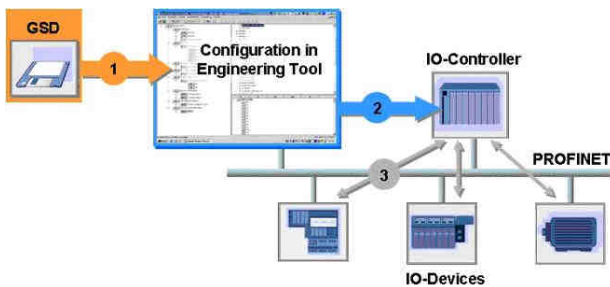 GSD
1
Configuration in
Engineering Tool
2
IO-Controller
PROFINET
3
IO-Devices